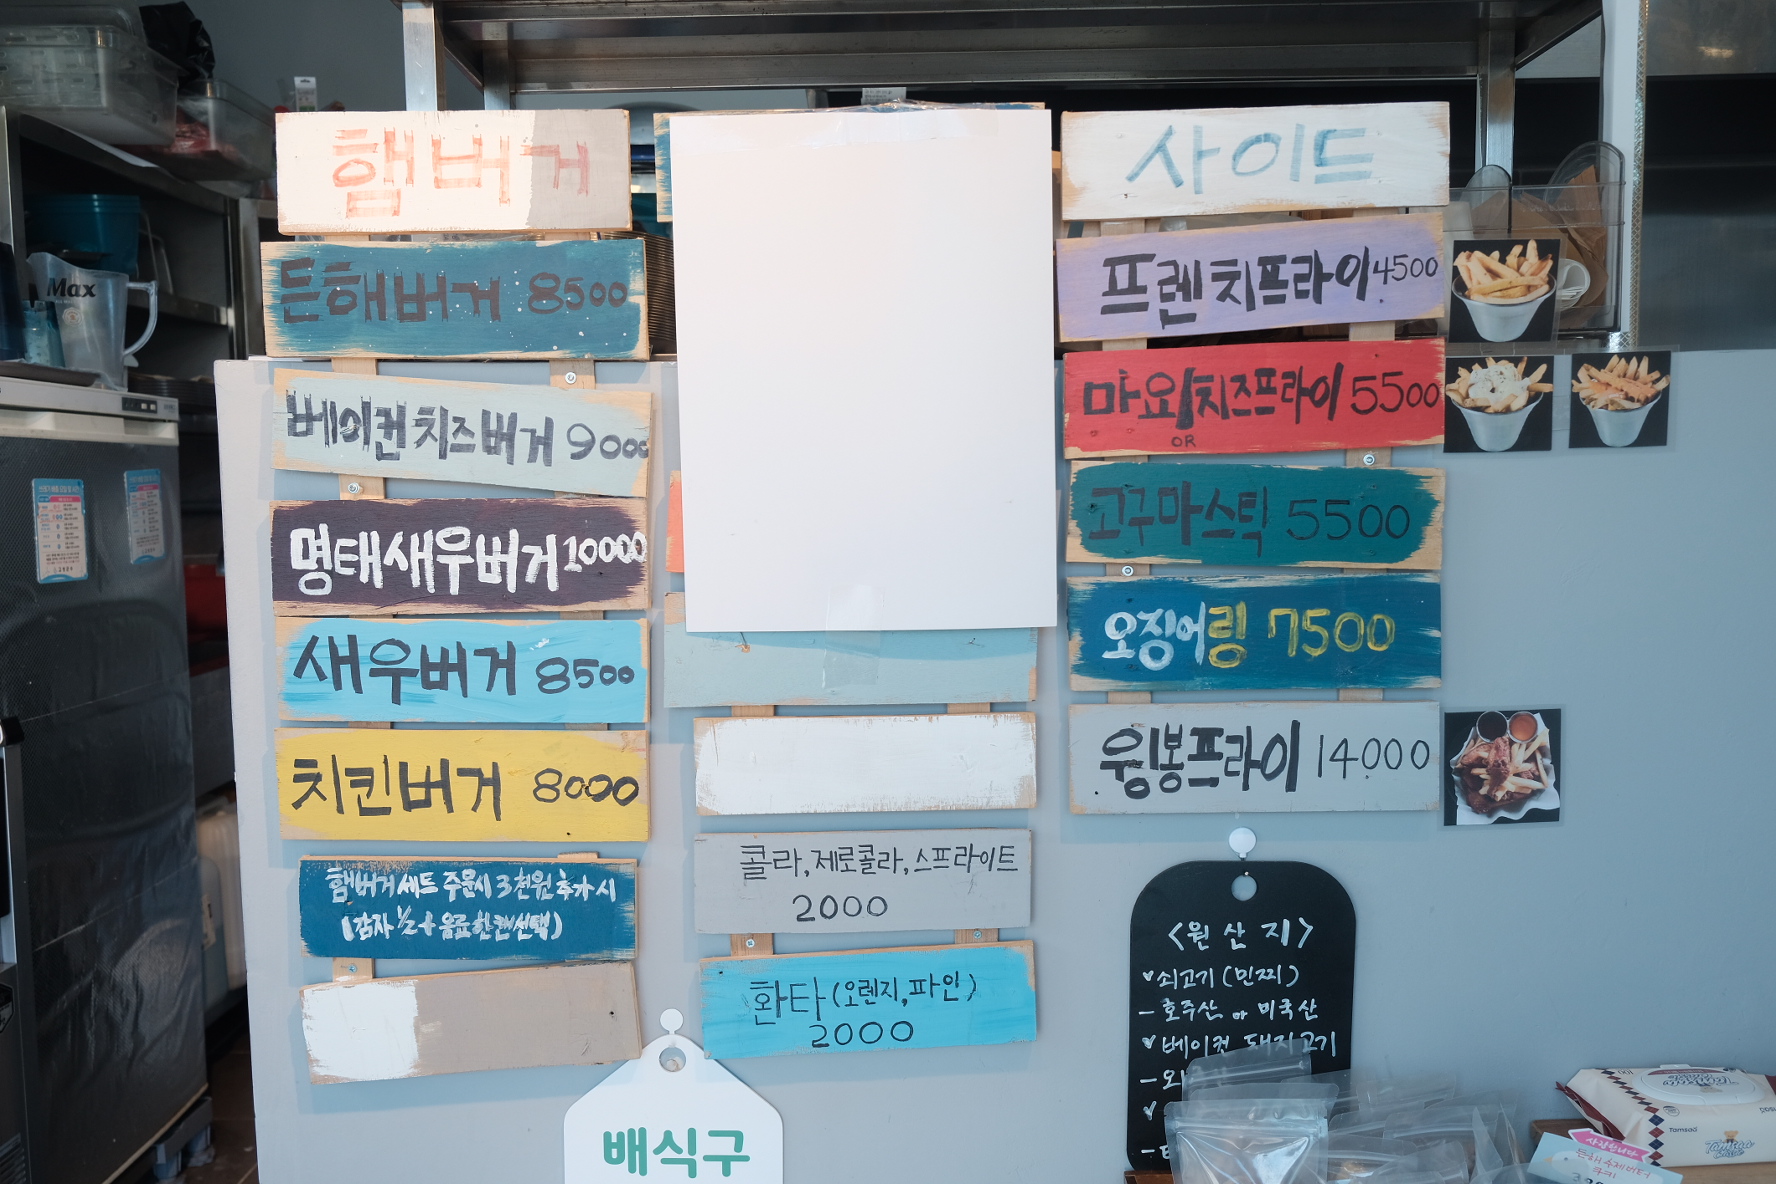 햄버거
든해버거 8500
베이컨치즈버거 9000
명태새우버거 10000
새우버거 8500
치킨버거 8000
햄버거 세트 주문시 3천원 추가시
(감자 1/2 + 음료 한캔 선택)
콜라, 제로콜라, 스프라이트
2000
환타 (오렌지, 파인)
2000
사이드
프렌치프라이 4500
마요/치즈프라이 5500
OR
고구마스틱 5500
오징어링 7500
윙봉프라이 14000
<원산지>
쇠고기 (민찌)
- 호주산 or 미국산
베이컨 돼지고기
배식구
Max
Tamsaa
Tamsaa